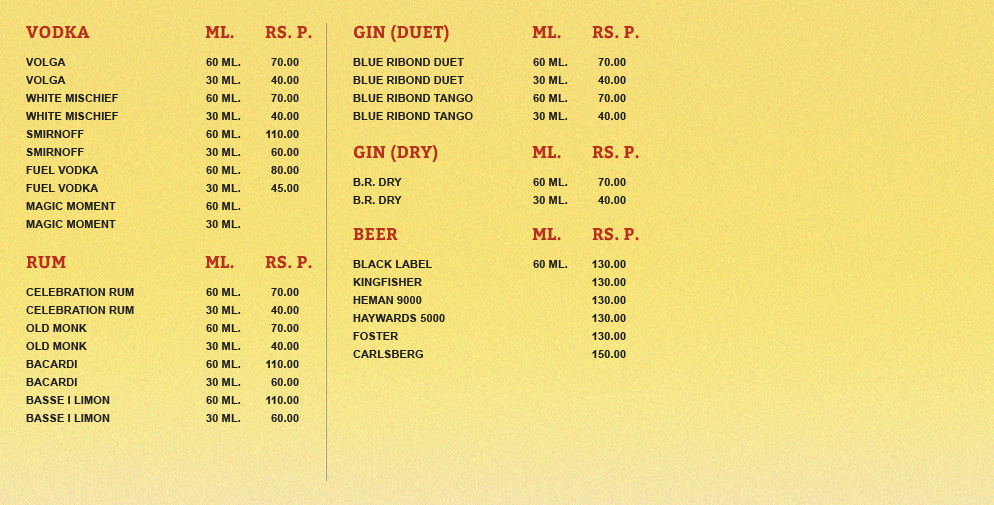 VODKA ML. RS. P.
VOLGA 60 ML. 70.00
VOLGA 30 ML. 40.00
WHITE MISCHIEF 60 ML. 70.00
WHITE MISCHIEF 30 ML. 40.00
SMIRNOFF 60 ML. 110.00
SMIRNOFF 30 ML. 60.00
FUEL VODKA 60 ML. 80.00
FUEL VODKA 30 ML. 45.00
MAGIC MOMENT 60 ML.
MAGIC MOMENT 30 ML.
RUM ML. RS. P.
CELEBRATION RUM 60 ML. 70.00
CELEBRATION RUM 30 ML. 40.00
OLD MONK 60 ML. 70.00
OLD MONK 30 ML. 40.00
BACARDI 60 ML. 110.00
BACARDI 30 ML. 60.00
BASSE I LIMON 60 ML. 110.00
BASSE I LIMON 30 ML. 60.00
GIN (DUET) ML. RS. P.
BLUE RIBOND DUET 60 ML. 70.00
BLUE RIBOND DUET 30 ML. 40.00
BLUE RIBOND TANGO 60 ML. 70.00
BLUE RIBOND TANGO 30 ML. 40.00
GIN (DRY) ML. RS. P.
B.R. DRY 60 ML. 70.00
B.R. DRY 30 ML. 40.00
BEER ML. RS. P.
BLACK LABEL 60 ML. 130.00
KINGFISHER 130.00
HEMAN 9000 130.00
HAYWARDS 5000 130.00
FOSTER 130.00
CARLSBERG 150.00